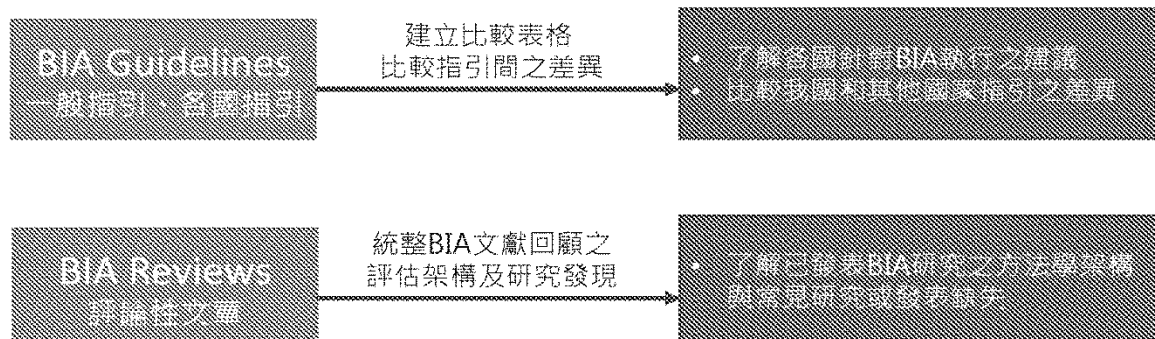 BIA Guidelines
一般指引、各國指引
建立比較表格
比較指引間之差異
• 了解各國針對BIA執行之建議
• 比較我國和其他國家指引之差異
BIA Reviews
評論性文章
統整BIA文獻回顧之
評估架構及研究發現
• 了解已發表BIA研究之方法學架構
與常見研究或發表缺失